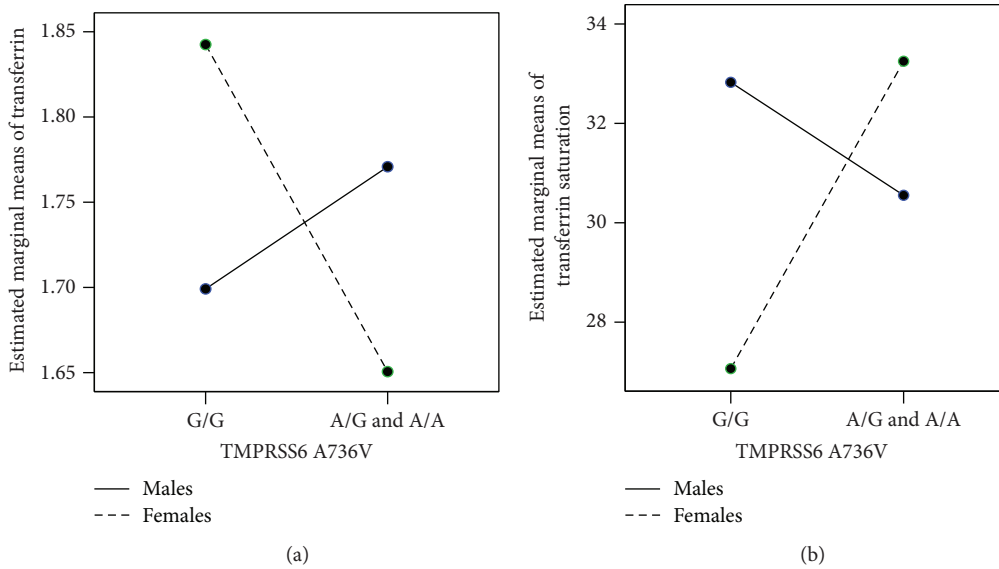 Estimated marginal means of transferrin
1.85
1.80
1.75
1.70
1.65
G/G
A/G and A/A
TMPRSS6 A736V
Males
Females
(a)
Estimated marginal means of
transferrin saturation
34
32
30
28
G/G
A/G and A/A
TMPRSS6 A736V
Males
Females
(b)